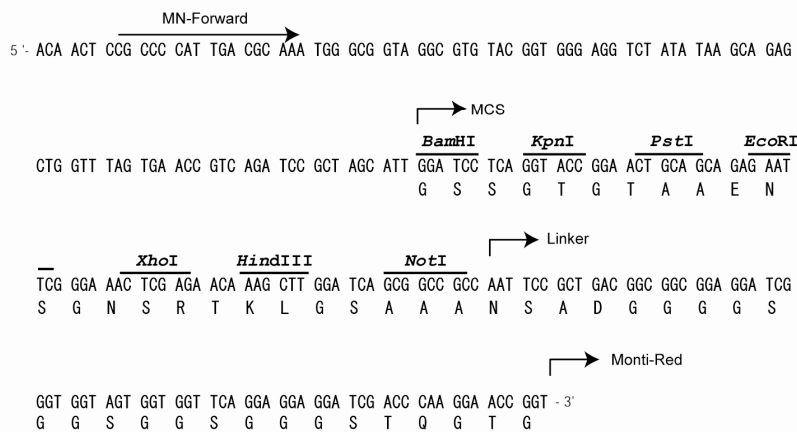 MN-Forward
5 '- ACA ACT CCG CCC CAT TGA CGC AAA TGG GCG GTA GGC GTG TAC GGT GGG AGG TCT ATA TAA GCA GAG
MCS
BamHI KpnI PstI EcoRI
CTG GTT TAG TGA ACC GTC AGA TCC GCT AGC ATT GGA TCC TCA GGT ACC GGA ACT GCA GCA GAG AAT
G S S G T G T A A E N
Linker
XhoI HindIII NotI
TCG GGA AAC TCG AGA ACA AAG CTT GGA TCA GCG GCC GCC AAT TCC GCT GAC GGC GGC GGA GGA TCG
S G N S R T K L G S A A A N S A D G G G G S
Monti-Red
GGT GGT AGT GGT GGT TCA GGA GGA GGA TCG ACC CAA GGA ACC GGT - 3'
G G S G G S G G G S T Q G T G